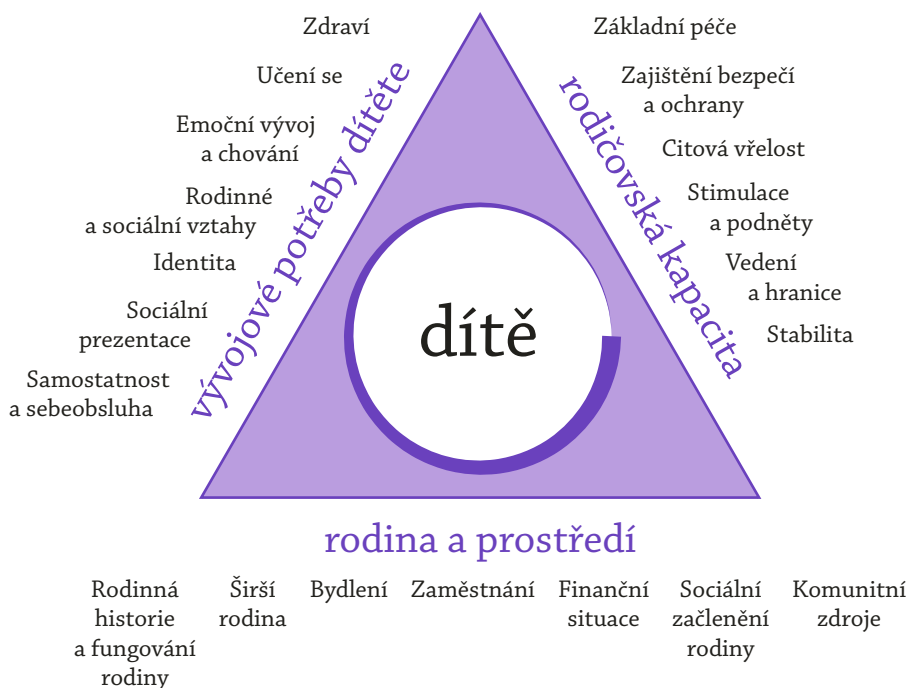 Zdraví
Učení se
Emoční vývoj
a chování
Rodinné
a sociální vztahy
Identita
Sociální
prezentace
Samostatnost
a sebeobsluha
vývojové potřeby dítěte
dítě
rodičovská kapacita
Základní péče
Zajištění bezpečí
a ochrany
Citová vřelost
Stimulace
a podněty
Vedení
a hranice
Stabilita
rodina a prostředí
Rodinná
historie
a fungování
rodiny
Širší
rodina
Bydlení
Zaměstnání
Finanční
situace
Sociální
začlenění
rodiny
Komunitní
zdroje